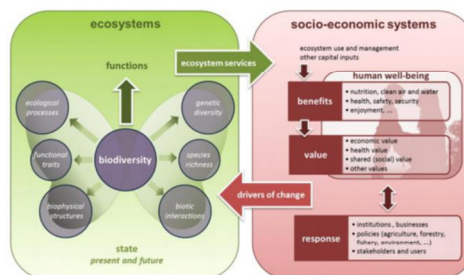 ecosystems
functions
ecological
processes
genetic
diversity
functional
traits
biodiversity
species
richness
biophysical
structures
biotic
interactions
state
present and future
ecosystem services
drivers of change
socio-economic systems
ecosystem use and management
other capital inputs
human well-being
benefits
• nutrition, clean air and water
• health, safety, security
• enjoyment, ...
value
• economic value
• health value
• shared (social) value
• other values
response
• institutions, businesses
• policies (agriculture, forestry,
fishery, environment, ...)
• stakeholders and users